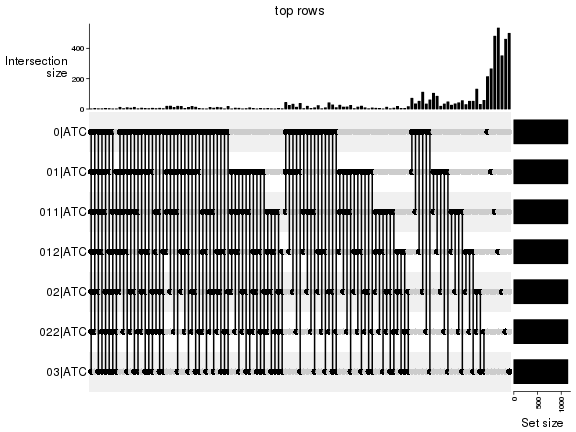 top rows
400
Intersection
size
200
0
0|ATC
01|ATC
011|ATC
012|ATC
02|ATC
022|ATC
03|ATC
0
500
1000
Set size